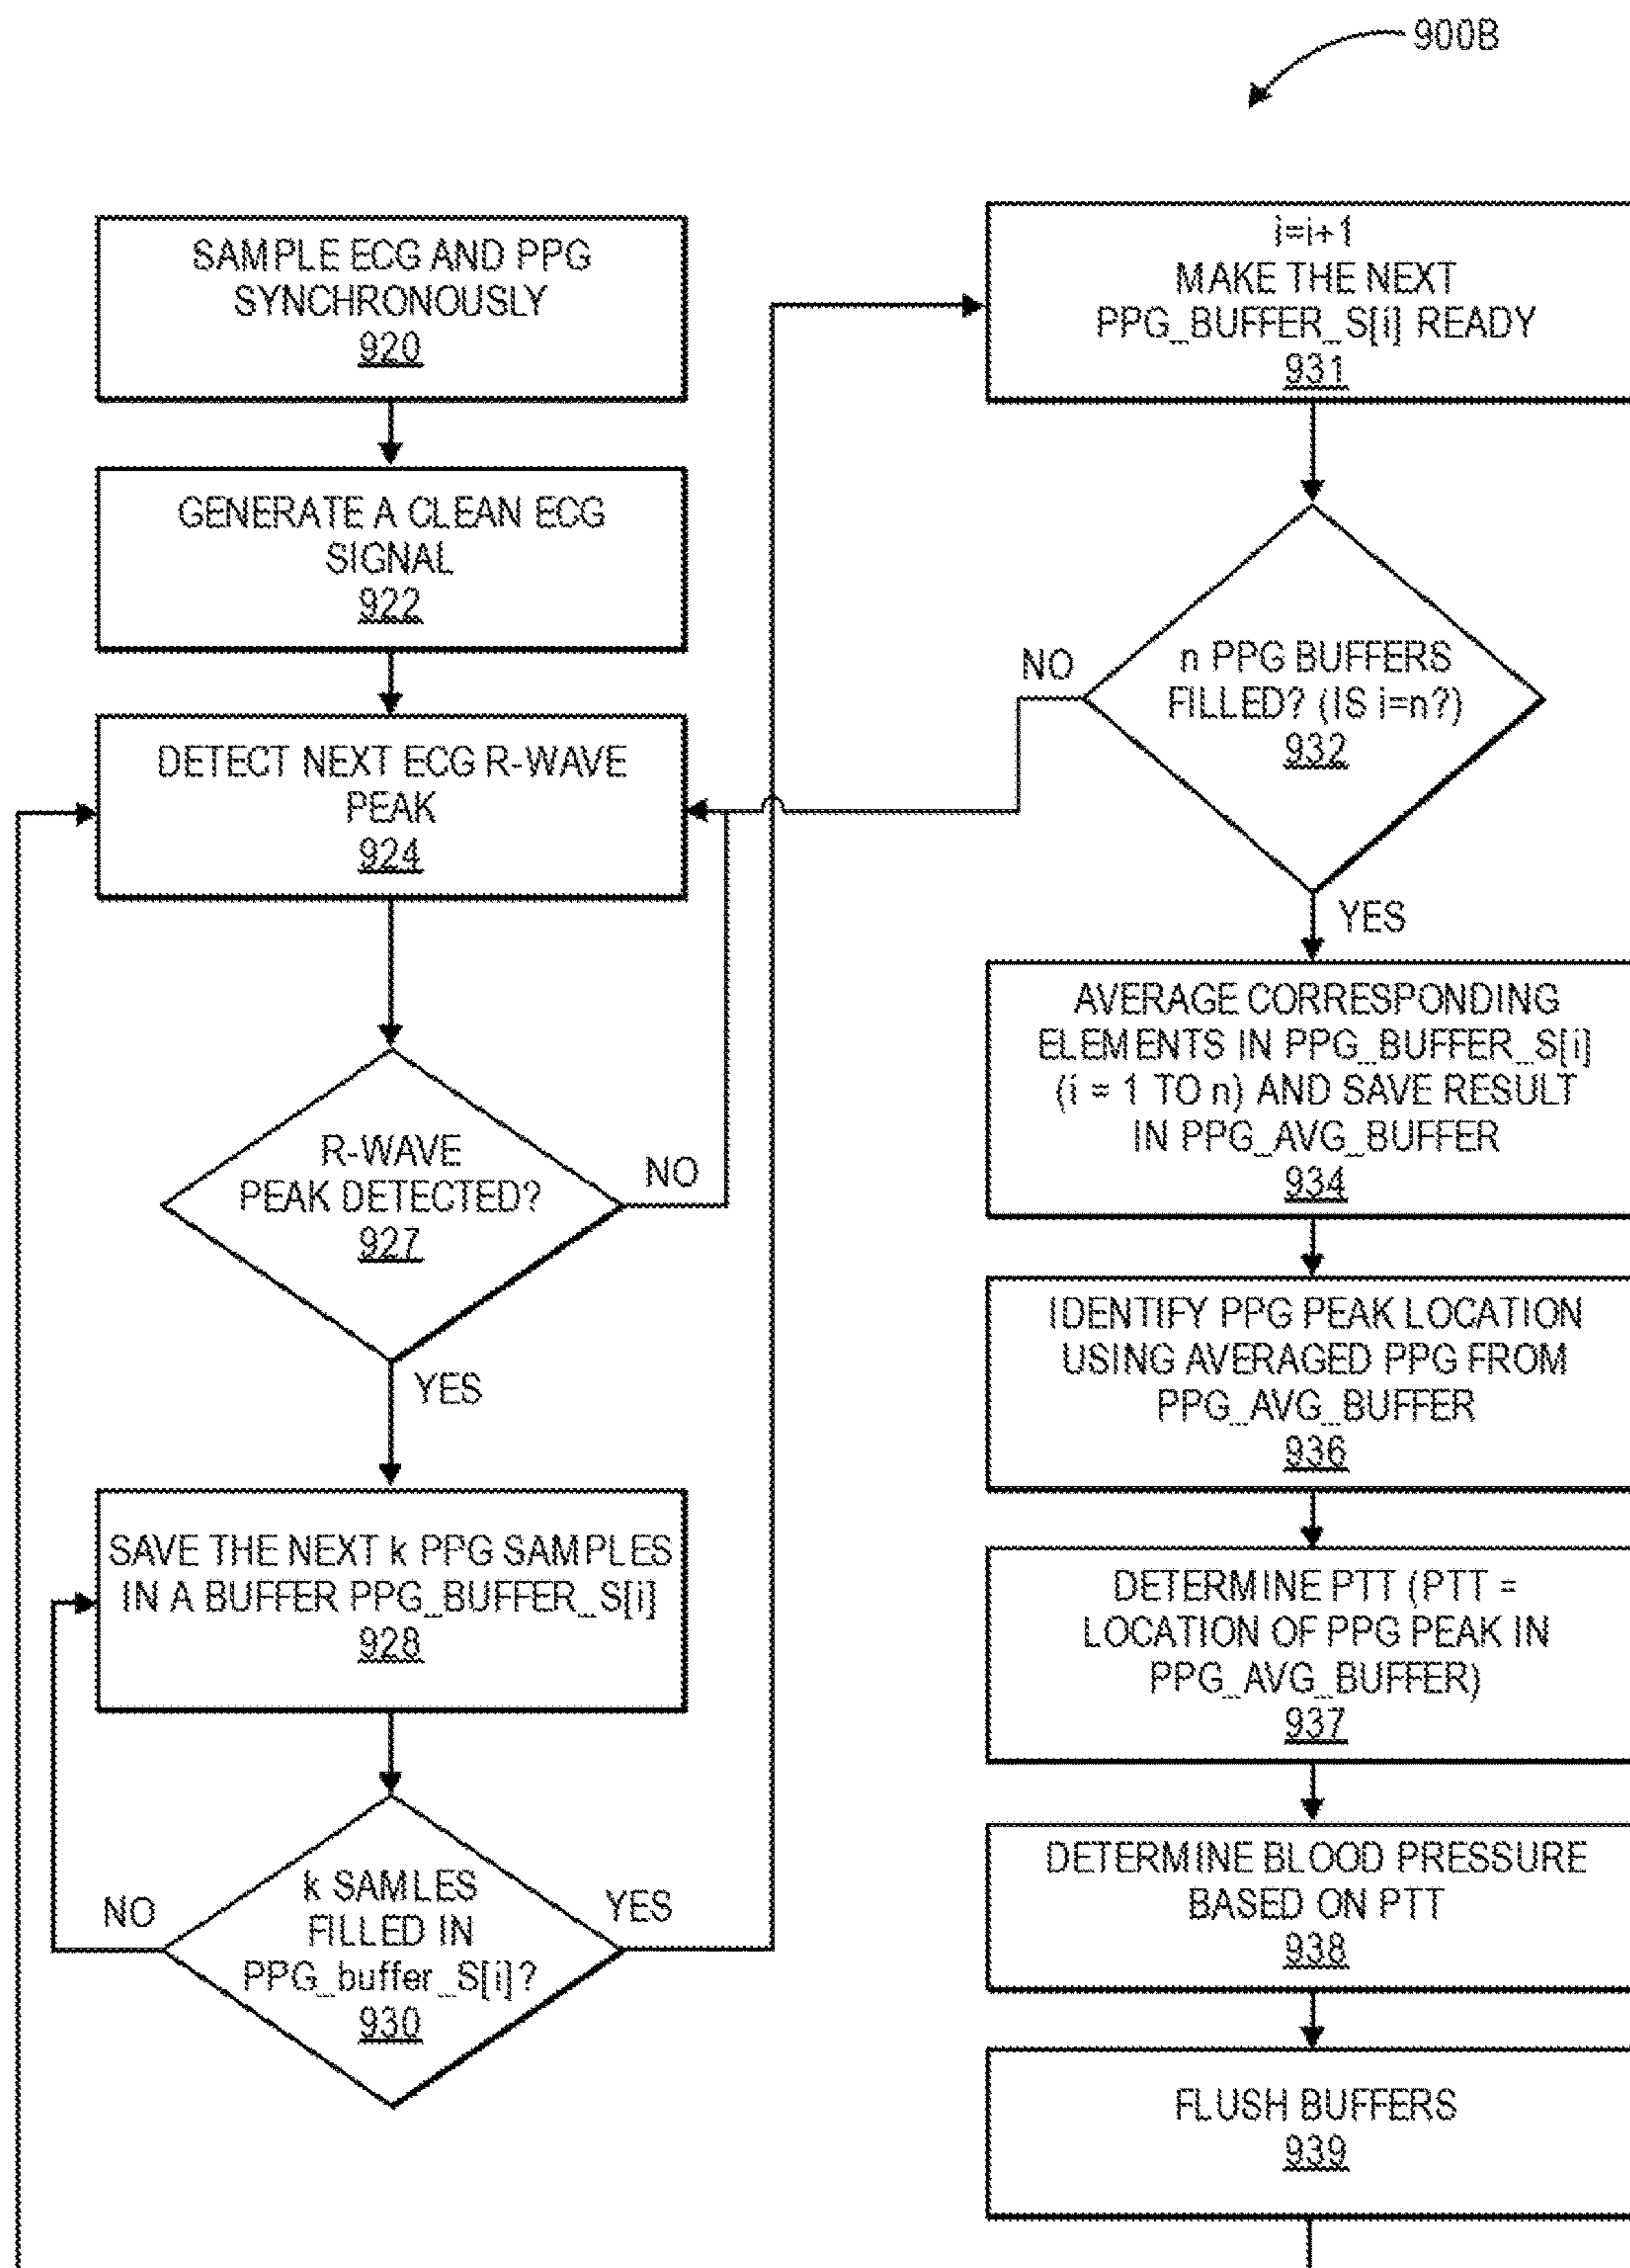 900B
SAMPLE ECG AND PPG
SYNCHRONOUSLY
920
GENERATE A CLEAN ECG
SIGNAL
922
DETECT NEXT ECG R-WAVE
PEAK
924
R-WAVE
PEAK DETECTED?
927
NO
YES
SAVE THE NEXT k PPG SAMPLES
IN A BUFFER PPG_BUFFER_S[i]
928
k SAMLES
FILLED IN
PPG_buffer_S[i]?
930
NO
YES
i=i+1
MAKE THE NEXT
PPG_BUFFER_S[i] READY
931
n PPG BUFFERS
FILLED? (IS i=n?)
932
NO
YES
AVERAGE CORRESPONDING
ELEMENTS IN PPG_BUFFER_S[i]
(i = 1 TO n) AND SAVE RESULT
IN PPG_AVG_BUFFER
934
IDENTIFY PPG PEAK LOCATION
USING AVERAGED PPG FROM
PPG_AVG_BUFFER
936
DETERMINE PTT (PTT =
LOCATION OF PPG PEAK IN
PPG_AVG_BUFFER)
937
DETERMINE BLOOD PRESSURE
BASED ON PTT
938
FLUSH BUFFERS
939